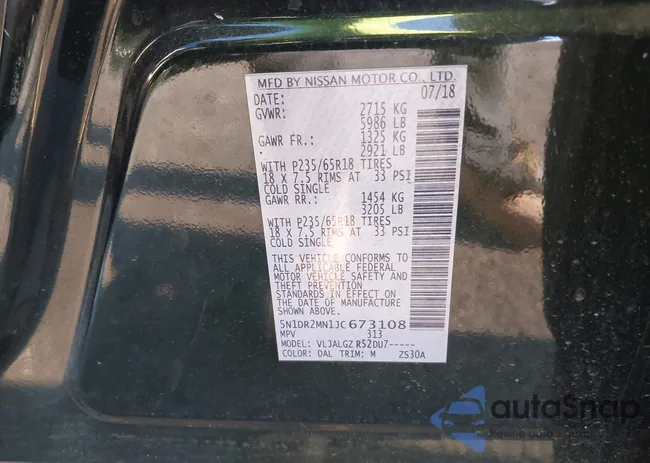 MFD BY NISSAN MOTOR CO., LTD.
DATE: 07/18
GVWR: 2715 KG
5986 LB
GAWR FR.: 1325 KG
2921 LB
WITH P235/65R18 TIRES
18 X 7.5 RIMS AT 33 PSI
COLD SINGLE
GAWR RR.: 1454 KG
3205 LB
WITH P235/65R18 TIRES
18 X 7.5 RIMS AT 33 PSI
COLD SINGLE
THIS VEHICLE CONFORMS TO
ALL APPLICABLE FEDERAL
MOTOR VEHICLE SAFETY AND
THEFT PREVENTION
STANDARDS IN EFFECT ON
THE DATE OF MANUFACTURE
SHOWN ABOVE.
5N1DR2MN1JC673108
MPV 313
MODEL: VLJALGZ R52DU7-----
COLOR: DAL TRIM: M ZS30A
autoSnap
Pewne auto